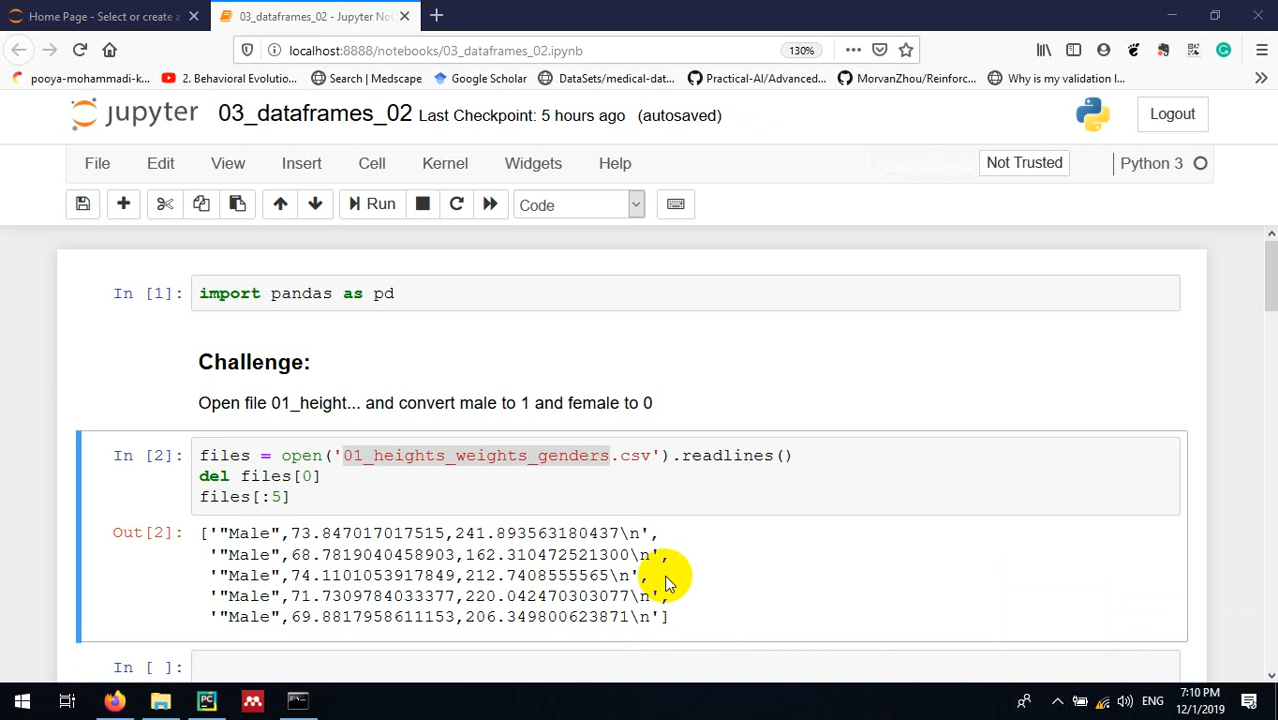 Home Page - Select or create a
03_dataframes_02 - Jupyter Not
localhost:8888/notebooks/03_dataframes_02.ipynb
130%
pooya-mohammadi-k...
2. Behavioral Evolutio...
Search | Medscape
Google Scholar
DataSets/medical-dat...
Practical-AI/Advanced...
MorvanZhou/Reinforc...
Why is my validation l...
jupyter
03_dataframes_02 Last Checkpoint: 5 hours ago (autosaved)
Logout
File Edit View Insert Cell Kernel Widgets Help
Not Trusted
Python 3
Run
Code
In [1]: import pandas as pd
Challenge:
Open file 01_height... and convert male to 1 and female to 0
In [2]: files = open('01_heights_weights_genders.csv').readlines()
del files[0]
files[:5]
Out[2]: ['"Male",73.847017017515,241.893563180437\n',
'"Male",68.7819040458903,162.310472521300\n',
'"Male",74.1101053917849,212.7408555565\n',
'"Male",71.7309784033377,220.042470303077\n',
'"Male",69.8817958611153,206.349800623871\n']
In [ ]:
ENG
7:10 PM
12/1/2019